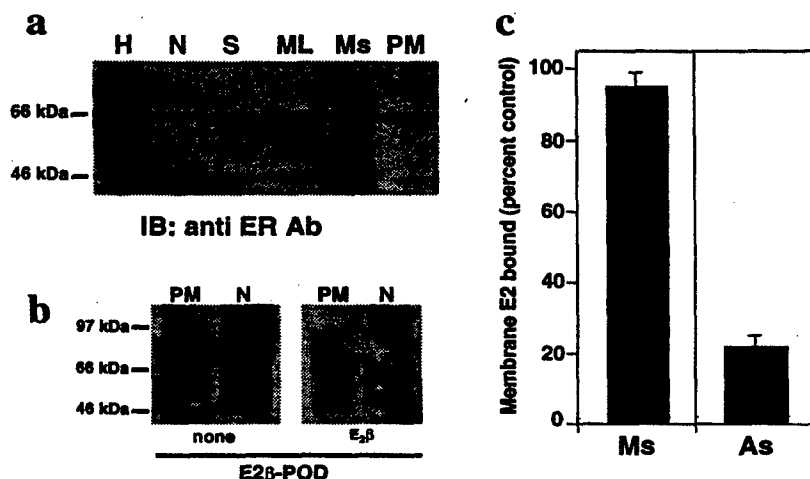 a
H N S ML Ms PM
66 kDa
46 kDa
IB: anti ER Ab
b
PM N PM N
97 kDa
66 kDa
46 kDa
none E₂β
E2β-POD
c
Membrane E2 bound (percent control)
100
80
60
40
20
0
Ms As